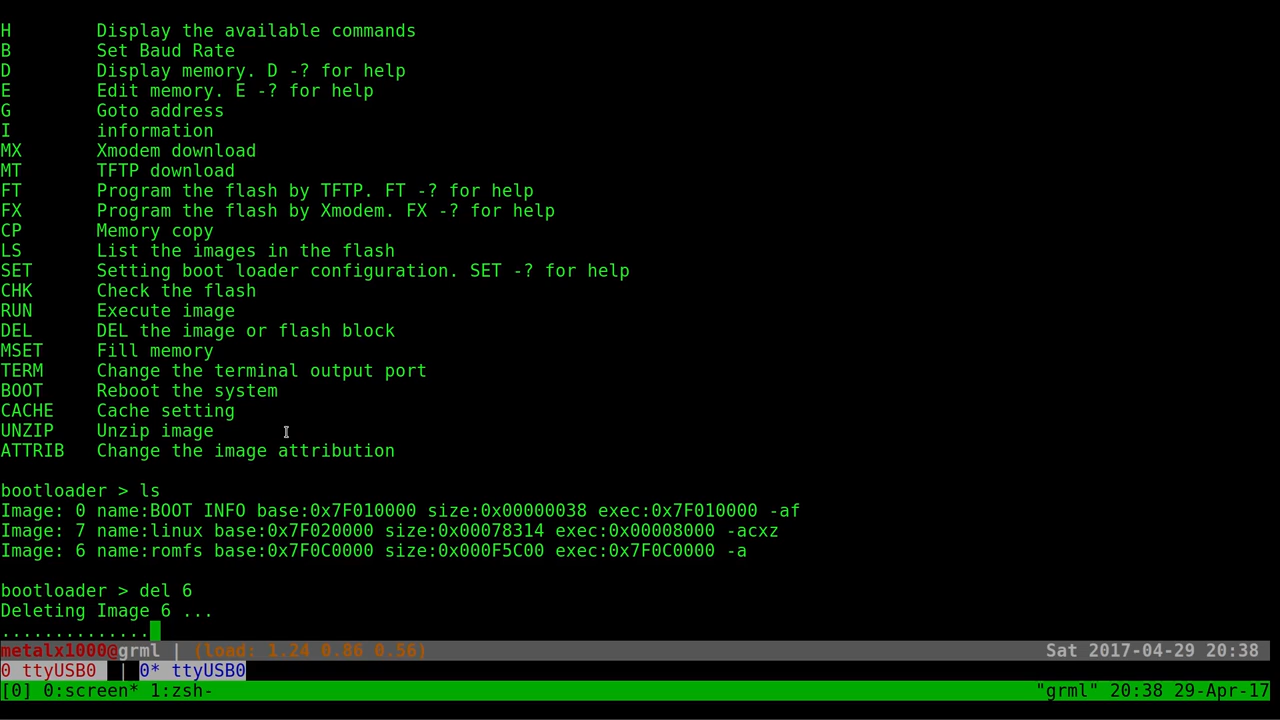 H        Display the available commands
B        Set Baud Rate
D        Display memory. D -? for help
E        Edit memory. E -? for help
G        Goto address
I        information
MX       Xmodem download
MT       TFTP download
FT       Program the flash by TFTP. FT -? for help
FX       Program the flash by Xmodem. FX -? for help
CP       Memory copy
LS       List the images in the flash
SET      Setting boot loader configuration. SET -? for help
CHK      Check the flash
RUN      Execute image
DEL      DEL the image or flash block
MSET     Fill memory
TERM     Change the terminal output port
BOOT     Reboot the system
CACHE    Cache setting
UNZIP    Unzip image
ATTRIB   Change the image attribution
bootloader > ls
Image: 0 name:BOOT INFO base:0x7F010000 size:0x00000038 exec:0x7F010000 -af
Image: 7 name:linux base:0x7F020000 size:0x00078314 exec:0x00008000 -acxz
Image: 6 name:romfs base:0x7F0C0000 size:0x000F5C00 exec:0x7F0C0000 -a
bootloader > del 6
Deleting Image 6 ...
..............
metalx1000@grml | (load: 1.24 0.86 0.56) Sat 2017-04-29 20:38
0 ttyUSB0 | 0* ttyUSB0
[0] 0:screen* 1:zsh- "grml" 20:38 29-Apr-17